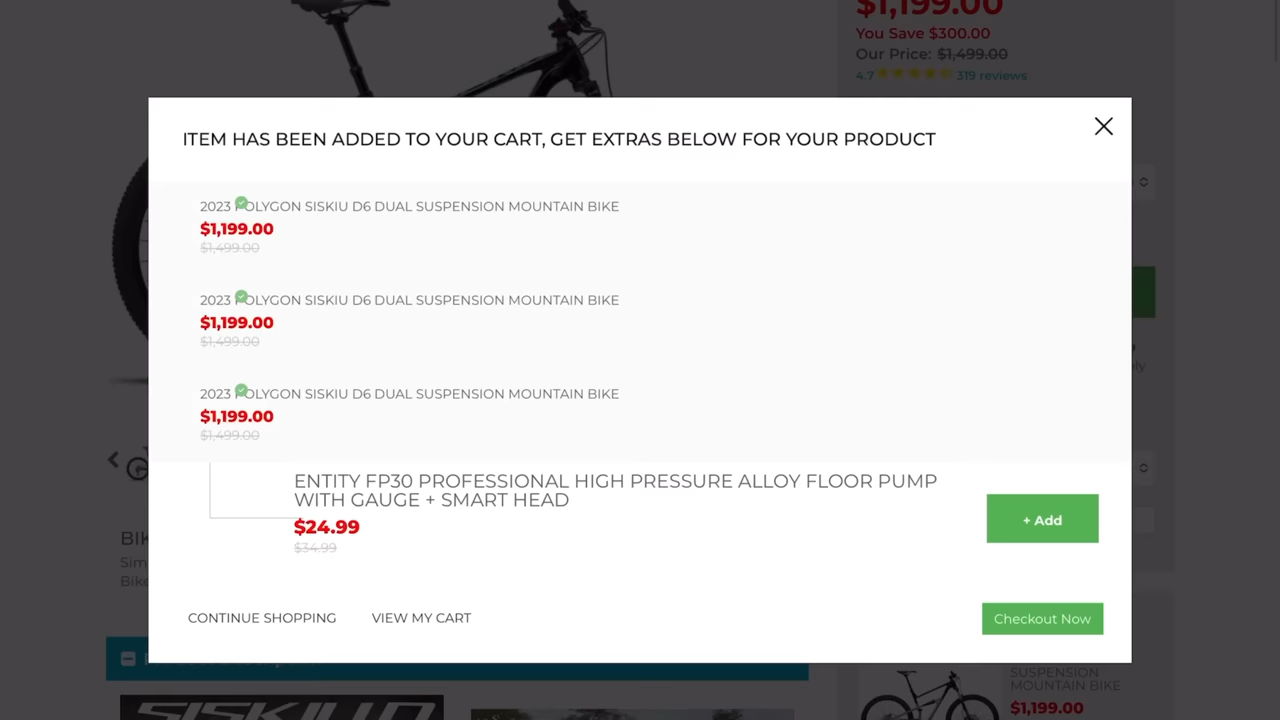 $1,199.00
You Save $300.00
Our Price: $1,499.00
4.7 319 reviews
ITEM HAS BEEN ADDED TO YOUR CART, GET EXTRAS BELOW FOR YOUR PRODUCT
2023 POLYGON SISKIU D6 DUAL SUSPENSION MOUNTAIN BIKE
$1,199.00
$1,499.00
2023 POLYGON SISKIU D6 DUAL SUSPENSION MOUNTAIN BIKE
$1,199.00
$1,499.00
2023 POLYGON SISKIU D6 DUAL SUSPENSION MOUNTAIN BIKE
$1,199.00
$1,499.00
ENTITY FP30 PROFESSIONAL HIGH PRESSURE ALLOY FLOOR PUMP
WITH GAUGE + SMART HEAD
$24.99
$34.99
+ Add
CONTINUE SHOPPING
VIEW MY CART
Checkout Now
SISKIU
SUSPENSION
MOUNTAIN BIKE
$1,199.00